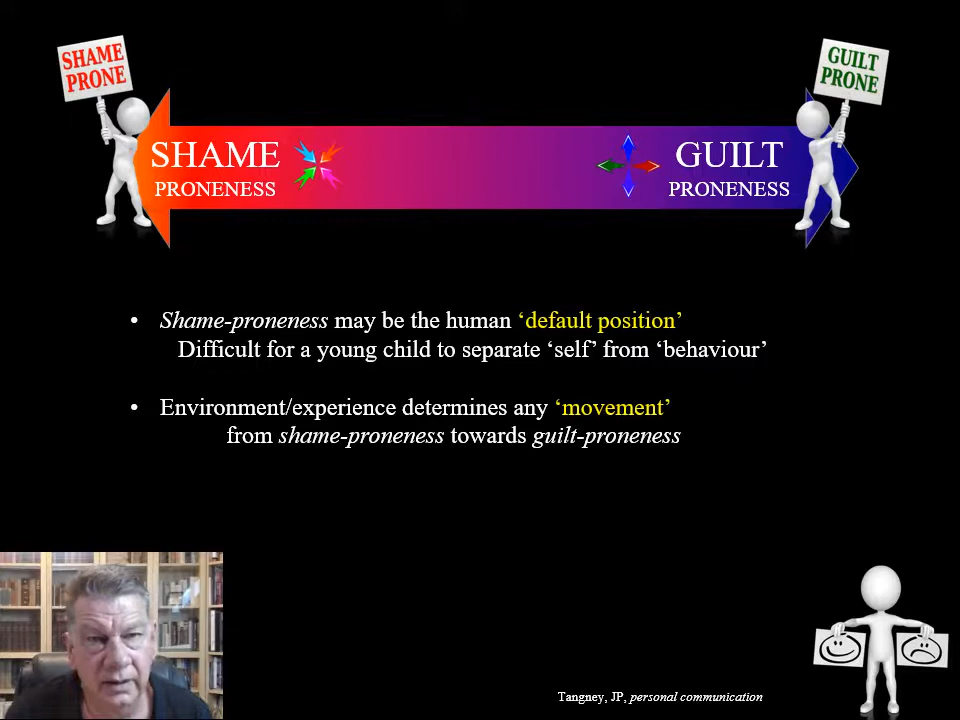 SHAME
PRONE
GUILT
PRONE
SHAME
PRONENESS
GUILT
PRONENESS
• Shame-proneness may be the human ‘default position’
Difficult for a young child to separate ‘self’ from ‘behaviour’
• Environment/experience determines any ‘movement’
from shame-proneness towards guilt-proneness
Tangney, JP, personal communication